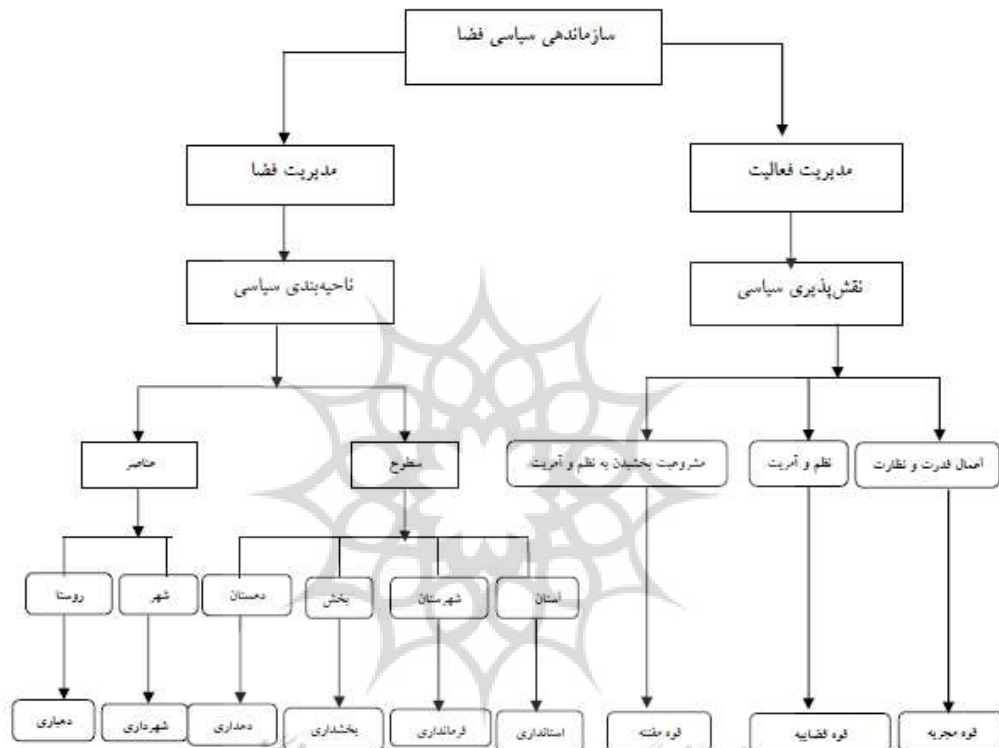 سازماندهی سیاسی فضا
مدیریت فعالیت
مدیریت فضا
نقش‌پذیری سیاسی
ناحیه‌بندی سیاسی
اعمال قدرت و نظارت
نظم و آمریت
مشروعیت بخشیدن به نظم و آمریت
سطوح
عناصر
استان
شهرستان
بخش
دهستان
شهر
روستا
قوه مجریه
قوه قضاییه
قوه مقننه
استانداری
فرمانداری
بخشداری
دهداری
شهرداری
دهیاری